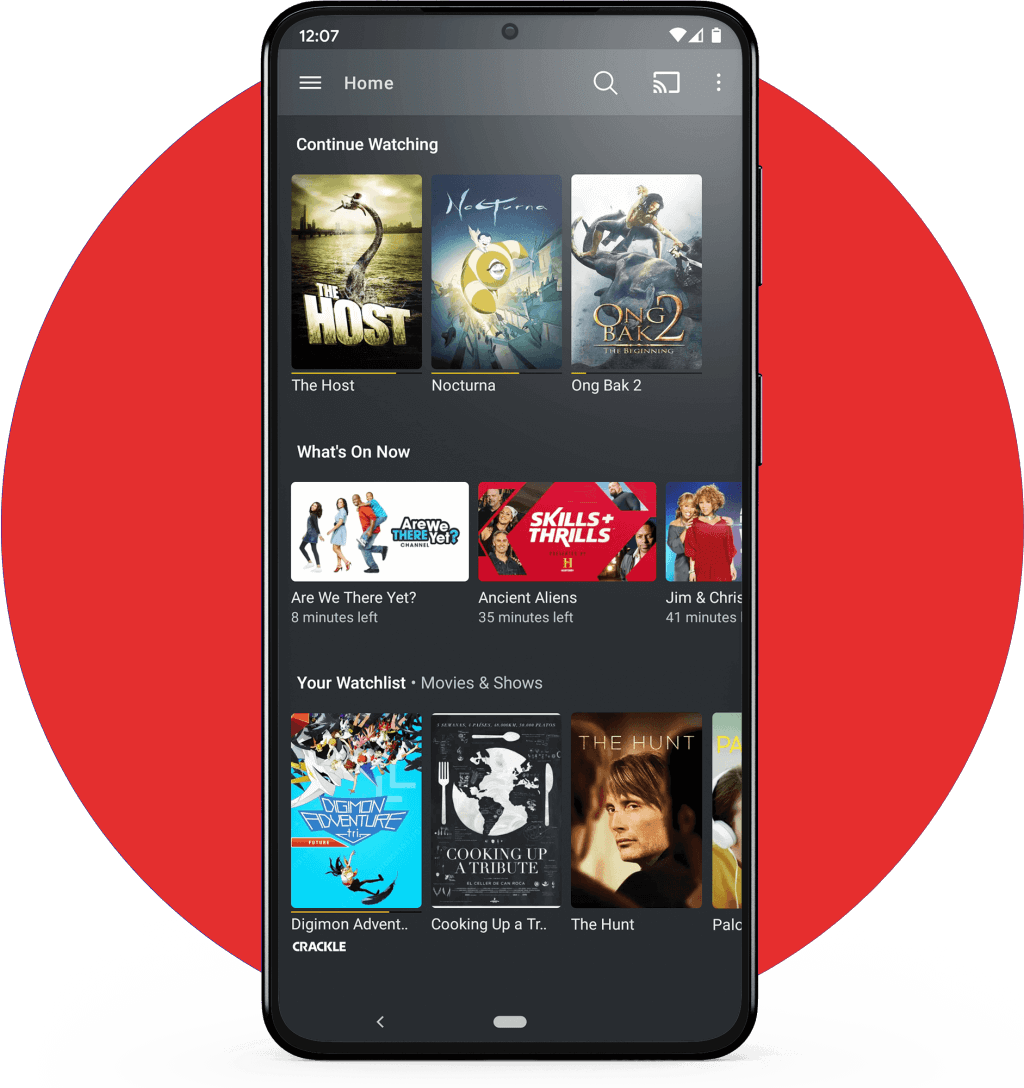 12:07
Home
Continue Watching
THE
HOST
Nocturna
ONG
BAK 2
THE BEGINNING
The Host
Nocturna
Ong Bak 2
What's On Now
Are We
THERE Yet?
CHANNEL
SKILLS+
THRILLS
H
Are We There Yet?
Ancient Aliens
Jim & Chris
8 minutes left
35 minutes left
41 minutes l
Your Watchlist • Movies & Shows
DIGIMON
ADVENTURE
tri.
FUTURE
COOKING UP
A TRIBUTE
EL CELLER DE CAN ROCA
THE HUNT
PA
Digimon Advent..
Cooking Up a Tr..
The Hunt
Palo
CRACKLE